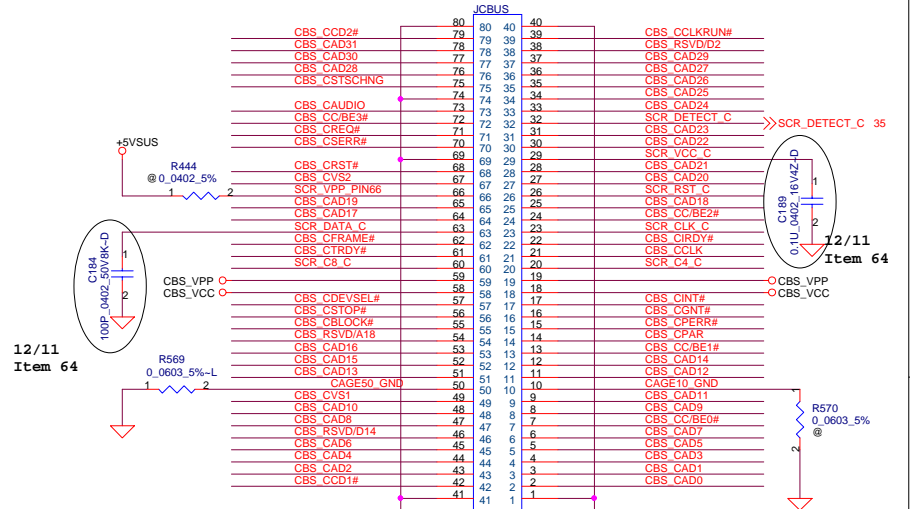 JCBUS
80 80 40 40
CBS_CCD2# 79 79 39 39 CBS_CCLKRUN#
CBS_CAD31 78 78 38 38 CBS_RSVD/D2
CBS_CAD30 77 77 37 37 CBS_CAD29
CBS_CAD28 76 76 36 36 CBS_CAD27
CBS_CSTSCHNG 75 75 35 35 CBS_CAD26
74 74 34 34 CBS_CAD25
CBS_CAUDIO 73 73 33 33 CBS_CAD24
CBS_CC/BE3# 72 72 32 32 SCR_DETECT_C SCR_DETECT_C 35
CBS_CREQ# 71 71 31 31 CBS_CAD23
CBS_CSERR# 70 70 30 30 CBS_CAD22
+5VSUS
69 69 29 29 SCR_VCC_C
CBS_CRST# 68 68 28 28 CBS_CAD21
R444
@ 0_0402_5%
1 2
CBS_CVS2 67 67 27 27 CBS_CAD20
SCR_VPP_PIN66 66 66 26 26 SCR_RST_C
CBS_CAD19 65 65 25 25 CBS_CAD18
CBS_CAD17 64 64 24 24 CBS_CC/BE2#
SCR_DATA_C 63 63 23 23 SCR_CLK_C
CBS_CFRAME# 62 62 22 22 CBS_CIRDY#
CBS_CTRDY# 61 61 21 21 CBS_CCLK
SCR_C8_C 60 60 20 20 SCR_C4_C
C189
0.1U_0402_16V4Z~D
1
2
12/11
Item 64
C184
100P_0402_50V8K~D
1
2
12/11
Item 64
CBS_VPP 59 59 19 19 CBS_VPP
CBS_VCC 58 58 18 18 CBS_VCC
CBS_CDEVSEL# 57 57 17 17 CBS_CINT#
CBS_CSTOP# 56 56 16 16 CBS_CGNT#
CBS_CBLOCK# 55 55 15 15 CBS_CPERR#
CBS_RSVD/A18 54 54 14 14 CBS_CPAR
CBS_CAD16 53 53 13 13 CBS_CC/BE1#
CBS_CAD15 52 52 12 12 CBS_CAD14
CBS_CAD13 51 51 11 11 CBS_CAD12
R569
0_0603_5%~L
1 2
CAGE50_GND 50 50 10 10 CAGE10_GND
CBS_CVS1 49 49 9 9 CBS_CAD11
CBS_CAD10 48 48 8 8 CBS_CAD9
CBS_CAD8 47 47 7 7 CBS_CC/BE0#
CBS_RSVD/D14 46 46 6 6 CBS_CAD7
CBS_CAD6 45 45 5 5 CBS_CAD5
CBS_CAD4 44 44 4 4 CBS_CAD3
CBS_CAD2 43 43 3 3 CBS_CAD1
CBS_CCD1# 42 42 2 2 CBS_CAD0
41 41 1 1
1
R570
0_0603_5%
@
2